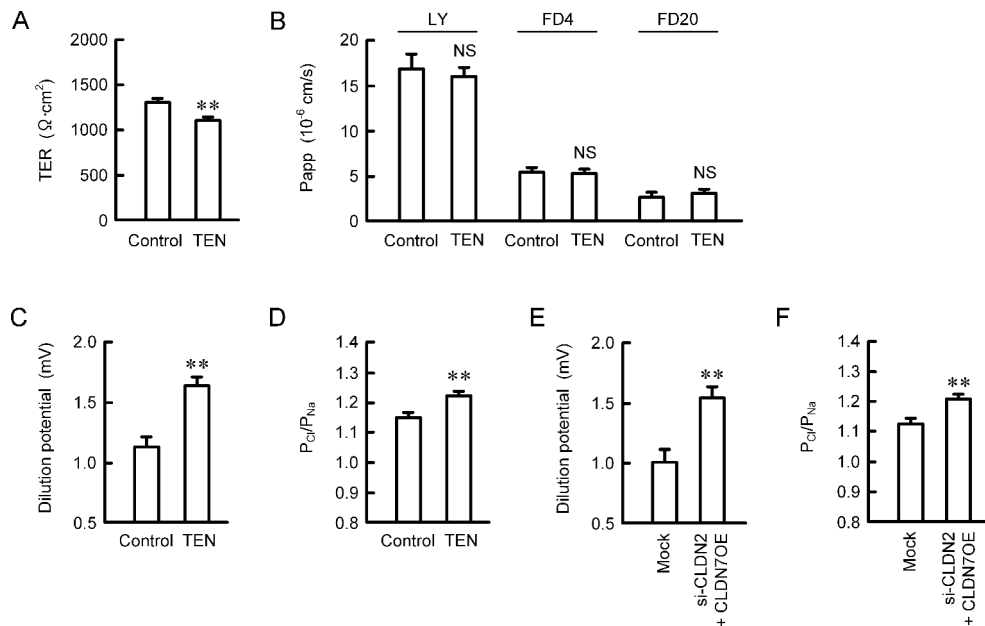 A
TER (Ω·cm²)
2000
1500
1000
500
0
**
Control TEN
B
LY FD4 FD20
Papp (10⁻⁶ cm/s)
20
15
10
5
0
NS NS NS
Control TEN Control TEN Control TEN
C
Dilution potential (mV)
2.0
1.5
1.0
0.5
**
Control TEN
D
P_Cl/P_Na
1.4
1.3
1.2
1.1
1.0
0.9
0.8
**
Control TEN
E
Dilution potential (mV)
2.0
1.5
1.0
0.5
**
Mock
si-CLDN2
+ CLDN7OE
F
P_Cl/P_Na
1.4
1.3
1.2
1.1
1.0
0.9
0.8
**
Mock
si-CLDN2
+ CLDN7OE